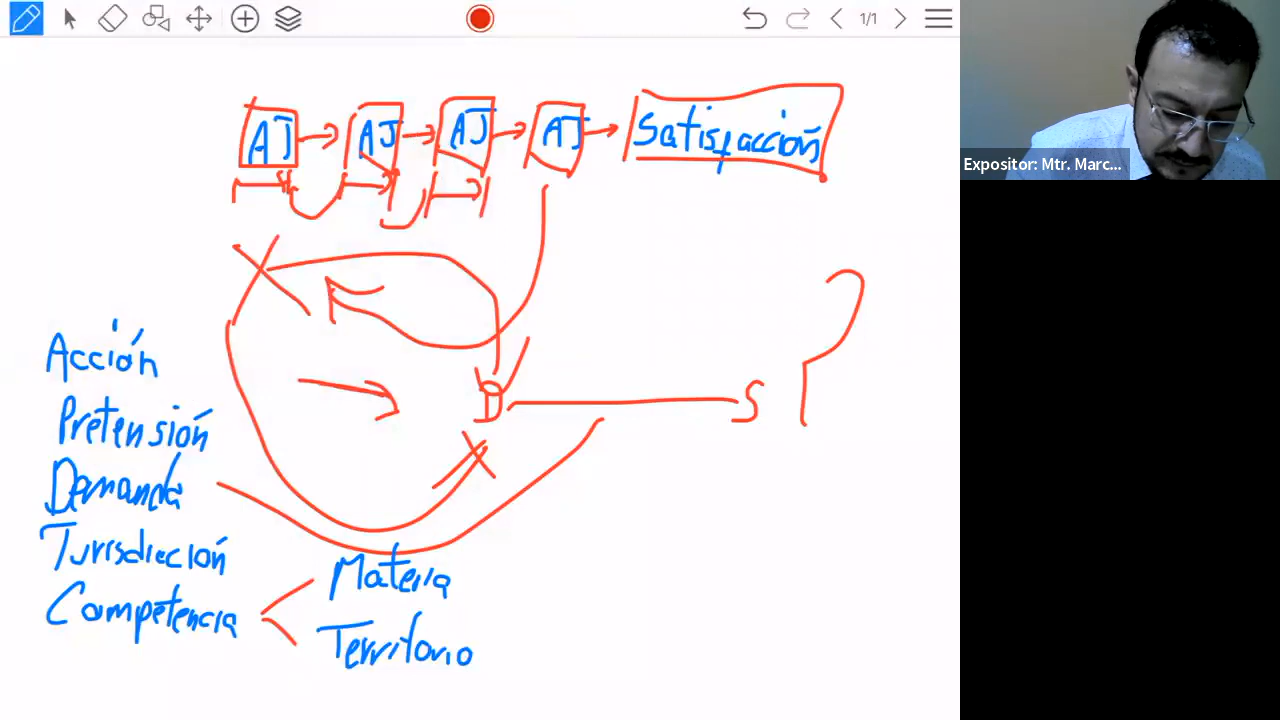 1/1
AJ → AJ → AJ → AJ → Satisfacción
Expositor: Mtr. Marc...
Acción
D
S
Pretensión
Demanda
Jurisdicción
Competencia
Materia
Territorio